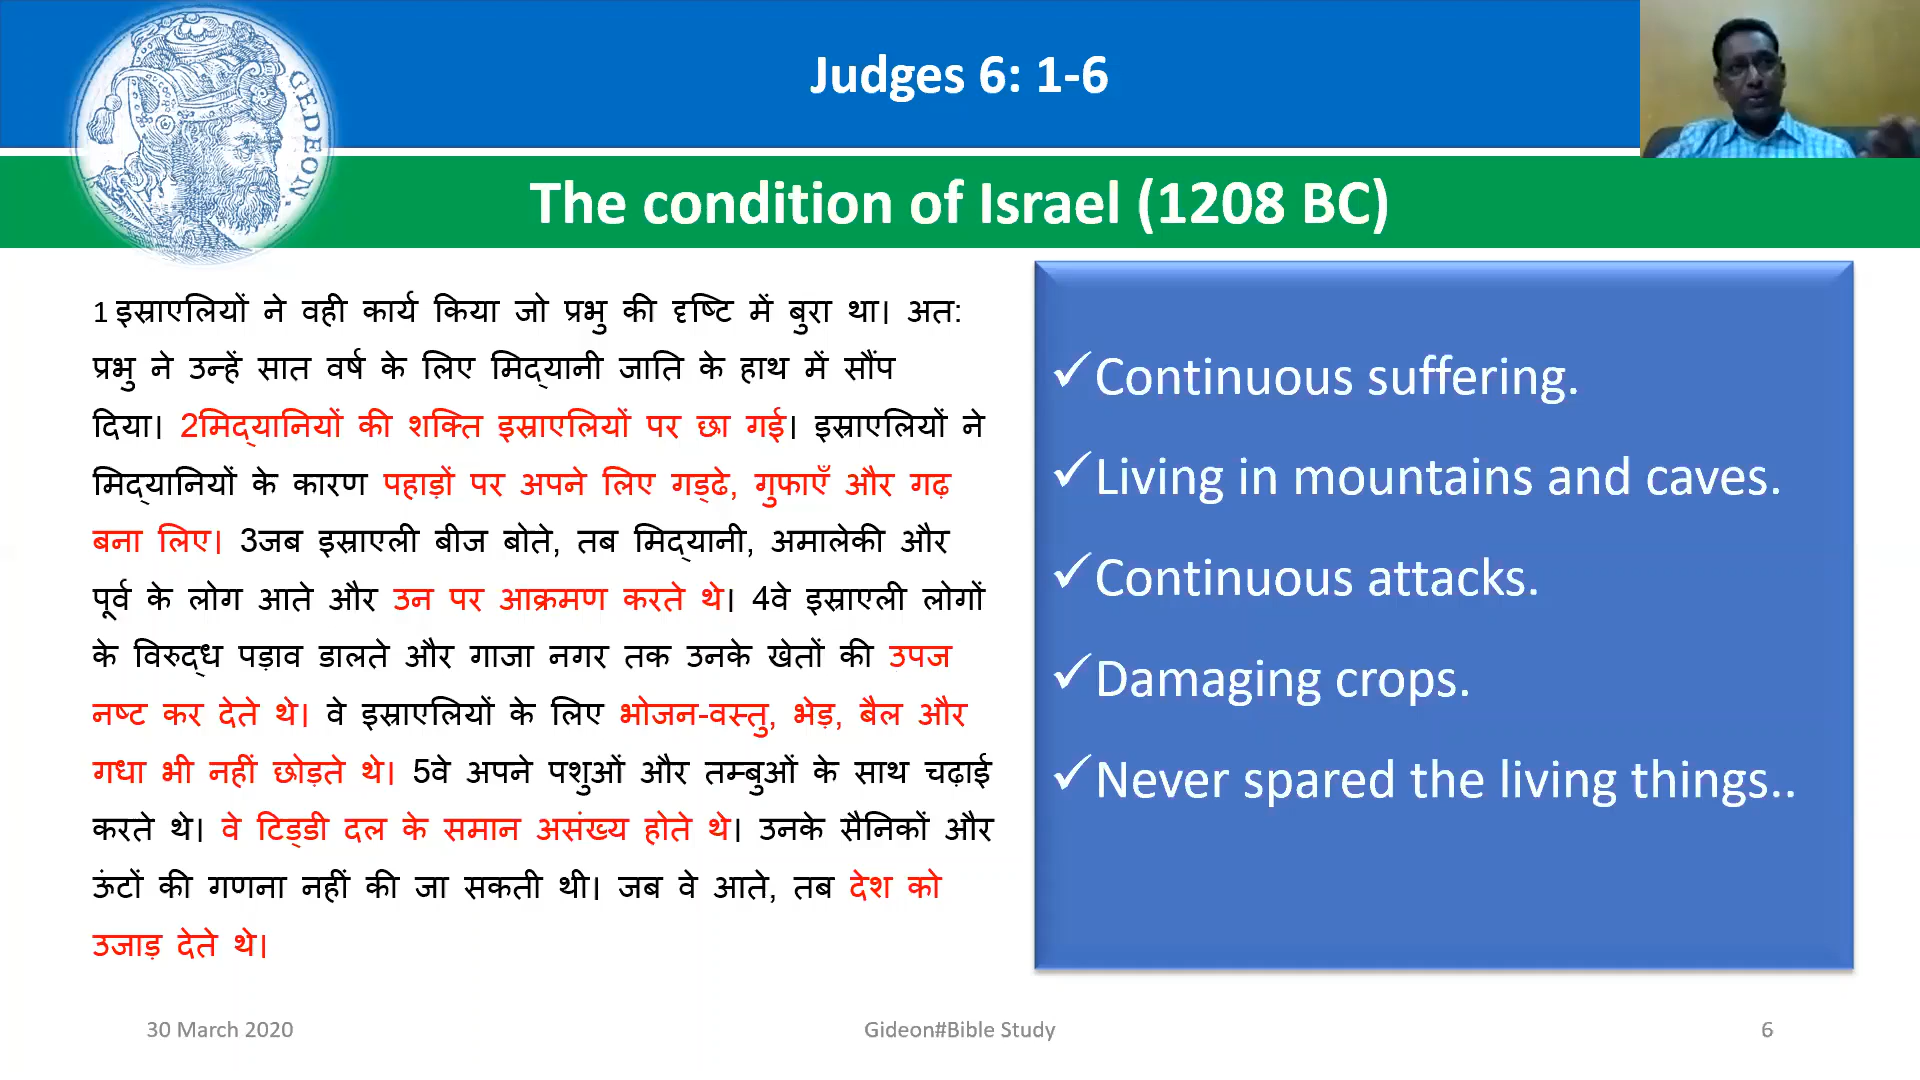 GEDEON.
Judges 6: 1-6
The condition of Israel (1208 BC)
1 इस्राएलियों ने वही कार्य किया जो प्रभु की दृष्टि में बुरा था। अत:
प्रभु ने उन्हें सात वर्ष के लिए मिद्‌यानी जाति के हाथ में सौंप
दिया। 2मिद्‌यानियों की शक्ति इस्राएलियों पर छा गई। इस्राएलियों ने
मिद्‌यानियों के कारण पहाड़ों पर अपने लिए गड्‌ढे, गुफाएँ और गढ़
बना लिए। 3जब इस्राएली बीज बोते, तब मिद्‌यानी, अमालेकी और
पूर्व के लोग आते और उन पर आक्रमण करते थे। 4वे इस्राएली लोगों
के विरुद्‌ध पड़ाव डालते और गाजा नगर तक उनके खेतों की उपज
नष्ट कर देते थे। वे इस्राएलियों के लिए भोजन-वस्तु, भेड़, बैल और
गधा भी नहीं छोड़ते थे। 5वे अपने पशुओं और तम्बुओं के साथ चढ़ाई
करते थे। वे टिड्‌डी दल के समान असंख्य होते थे। उनके सैनिकों और
ऊंटों की गणना नहीं की जा सकती थी। जब वे आते, तब देश को
उजाड़ देते थे।
✓Continuous suffering.
✓Living in mountains and caves.
✓Continuous attacks.
✓Damaging crops.
✓Never spared the living things..
30 March 2020
Gideon#Bible Study
6